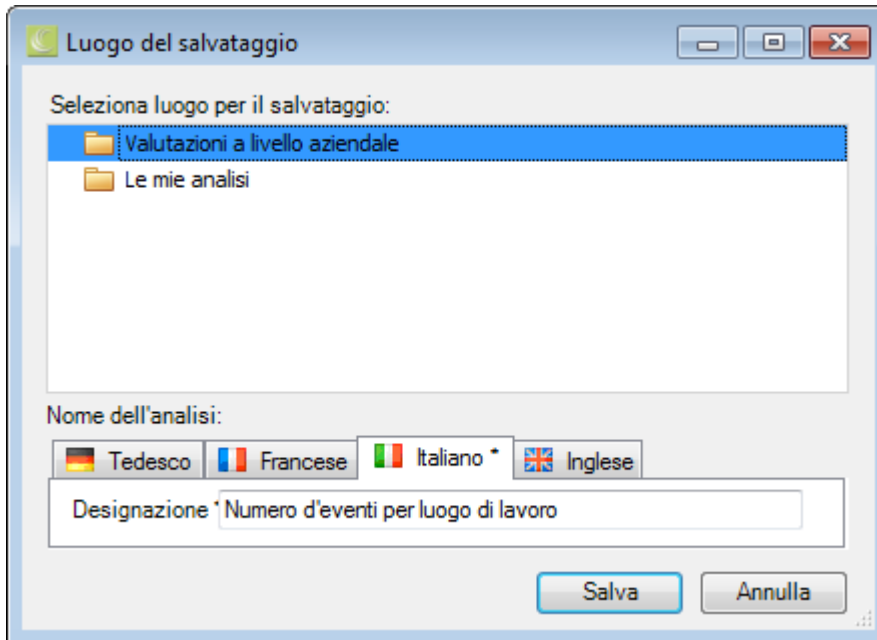 Luogo del salvataggio
Seleziona luogo per il salvataggio:
Valutazioni a livello aziendale
Le mie analisi
Nome dell'analisi:
Tedesco Francese Italiano * Inglese
Designazione * Numero d'eventi per luogo di lavoro
Salva Annulla